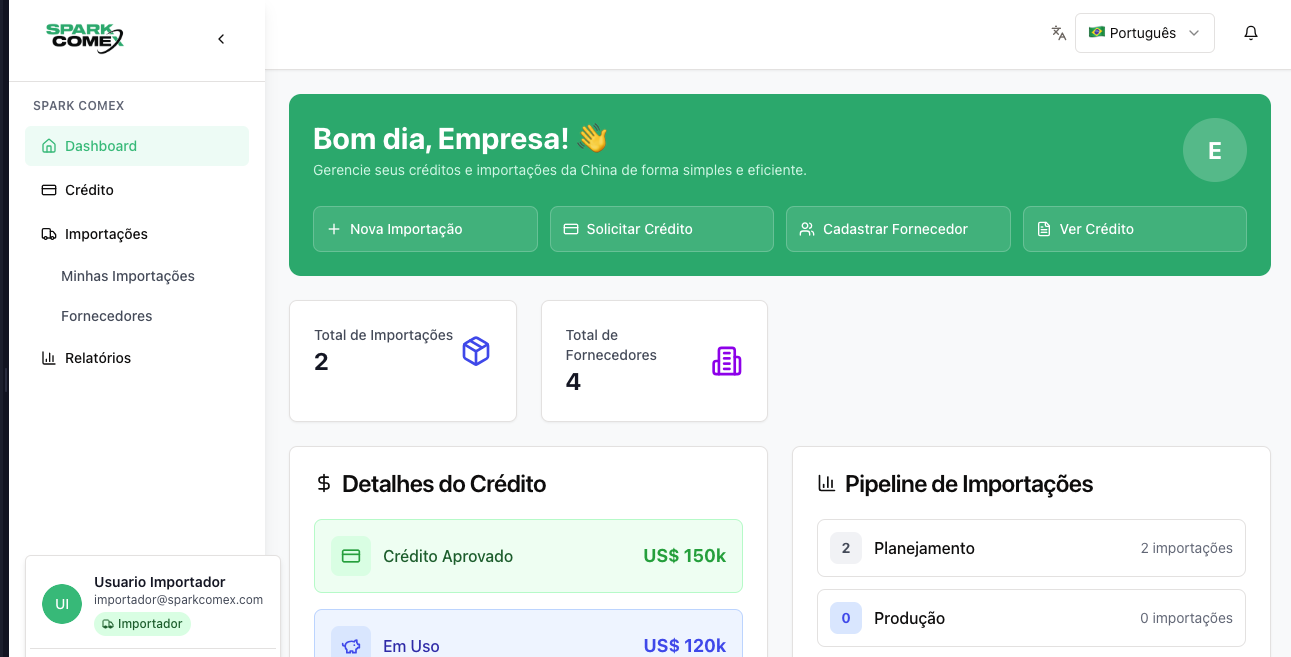 SPARK
COMEX
Português
SPARK COMEX
Dashboard
Crédito
Importações
Minhas Importações
Fornecedores
Relatórios
UI
Usuario Importador
importador@sparkcomex.com
Importador
Bom dia, Empresa! 👋
Gerencie seus créditos e importações da China de forma simples e eficiente.
E
Nova Importação
Solicitar Crédito
Cadastrar Fornecedor
Ver Crédito
Total de Importações
2
Total de
Fornecedores
4
Detalhes do Crédito
Crédito Aprovado US$ 150k
Em Uso US$ 120k
Pipeline de Importações
2 Planejamento 2 importações
0 Produção 0 importações